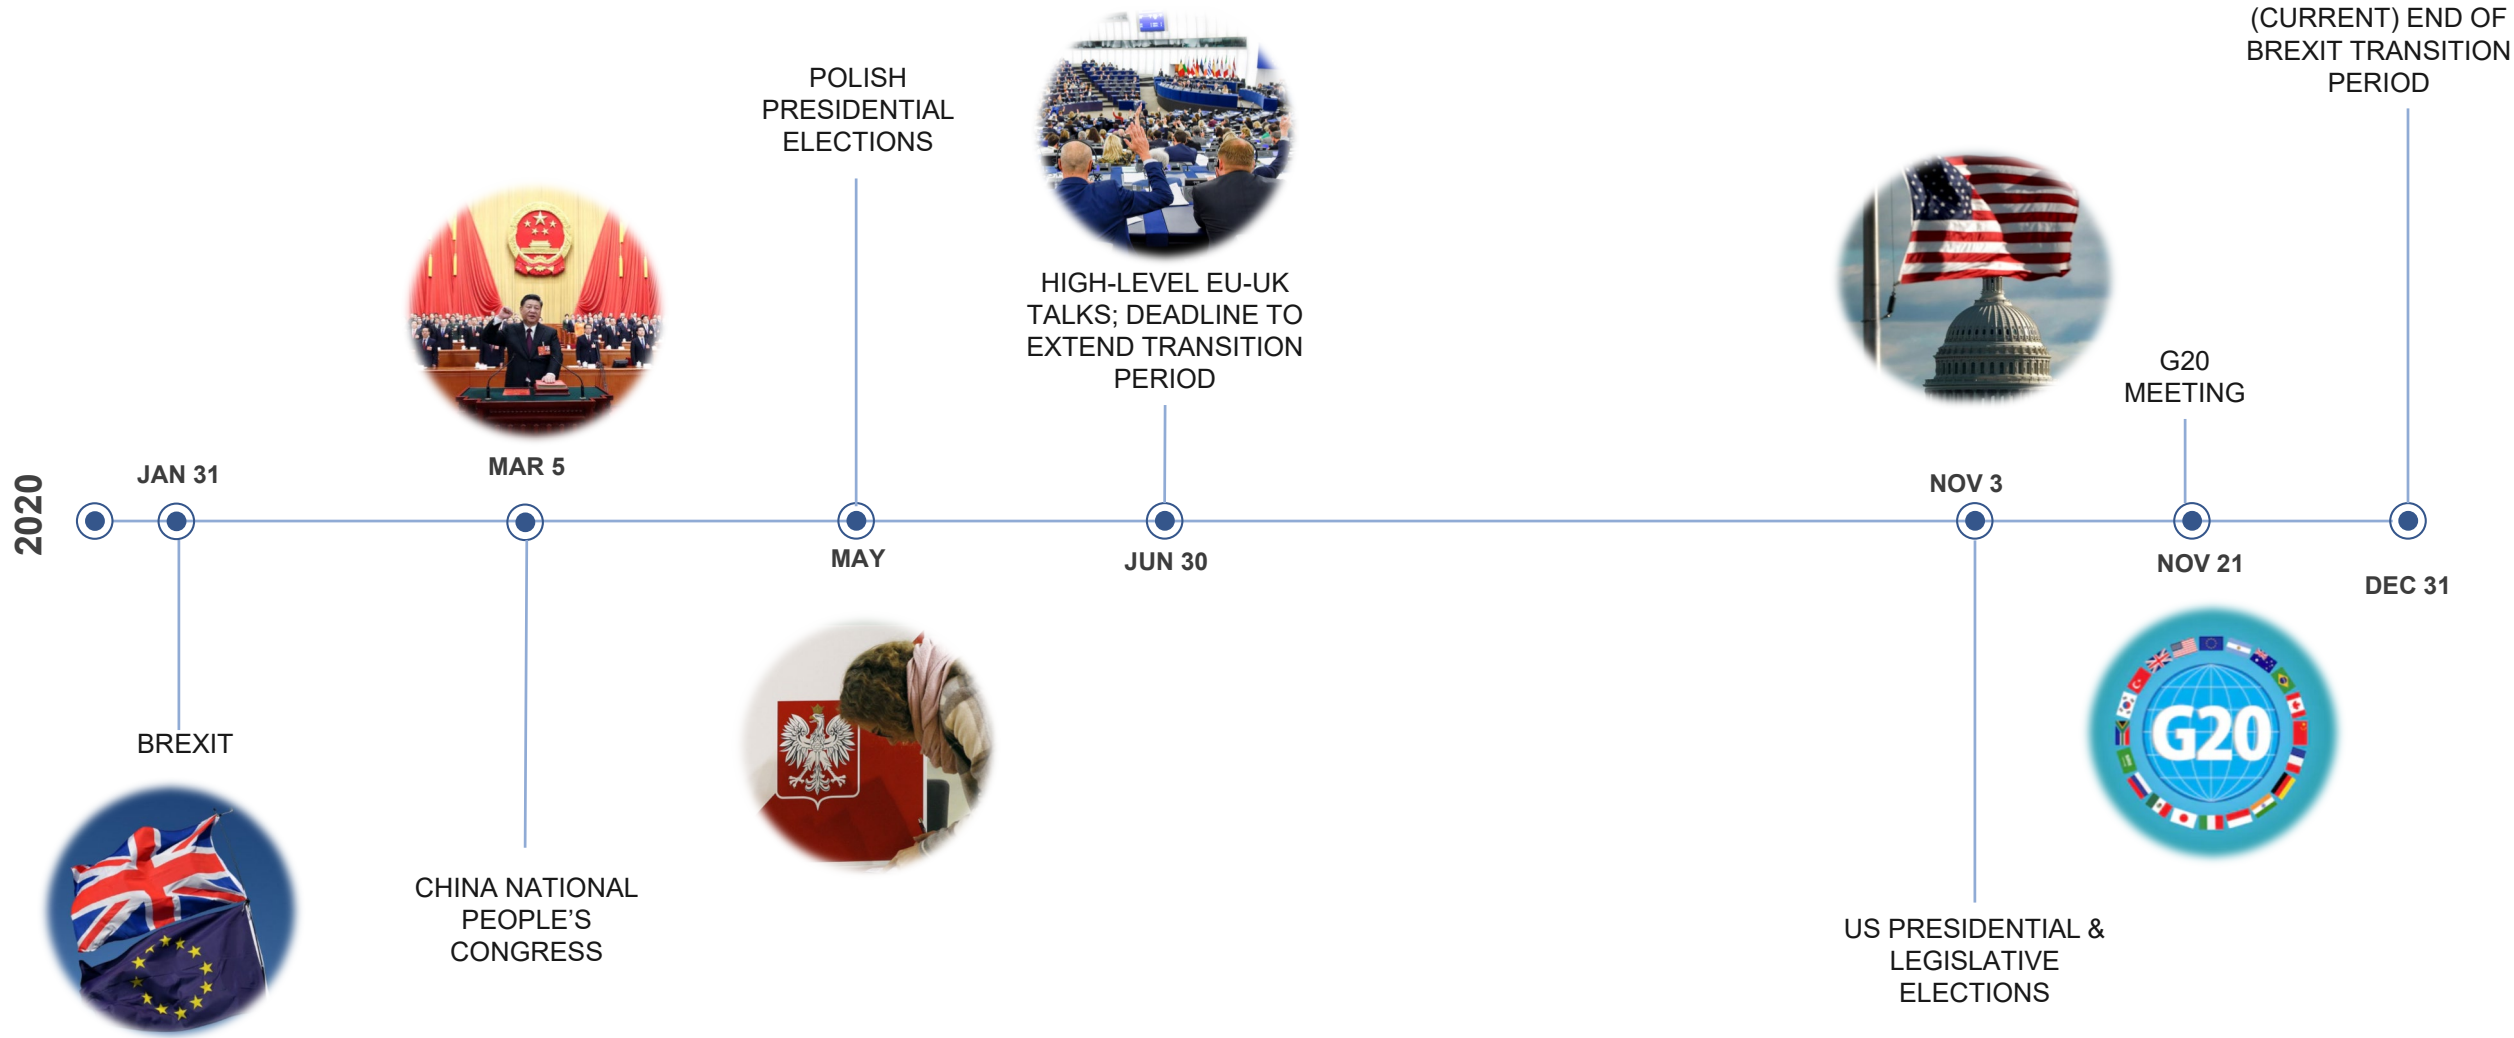 2020
JAN 31
BREXIT
MAR 5
CHINA NATIONAL
PEOPLE’S
CONGRESS
POLISH
PRESIDENTIAL
ELECTIONS
MAY
HIGH-LEVEL EU-UK
TALKS; DEADLINE TO
EXTEND TRANSITION
PERIOD
JUN 30
NOV 3
US PRESIDENTIAL &
LEGISLATIVE
ELECTIONS
G20
MEETING
NOV 21
G20
(CURRENT) END OF
BREXIT TRANSITION
PERIOD
DEC 31